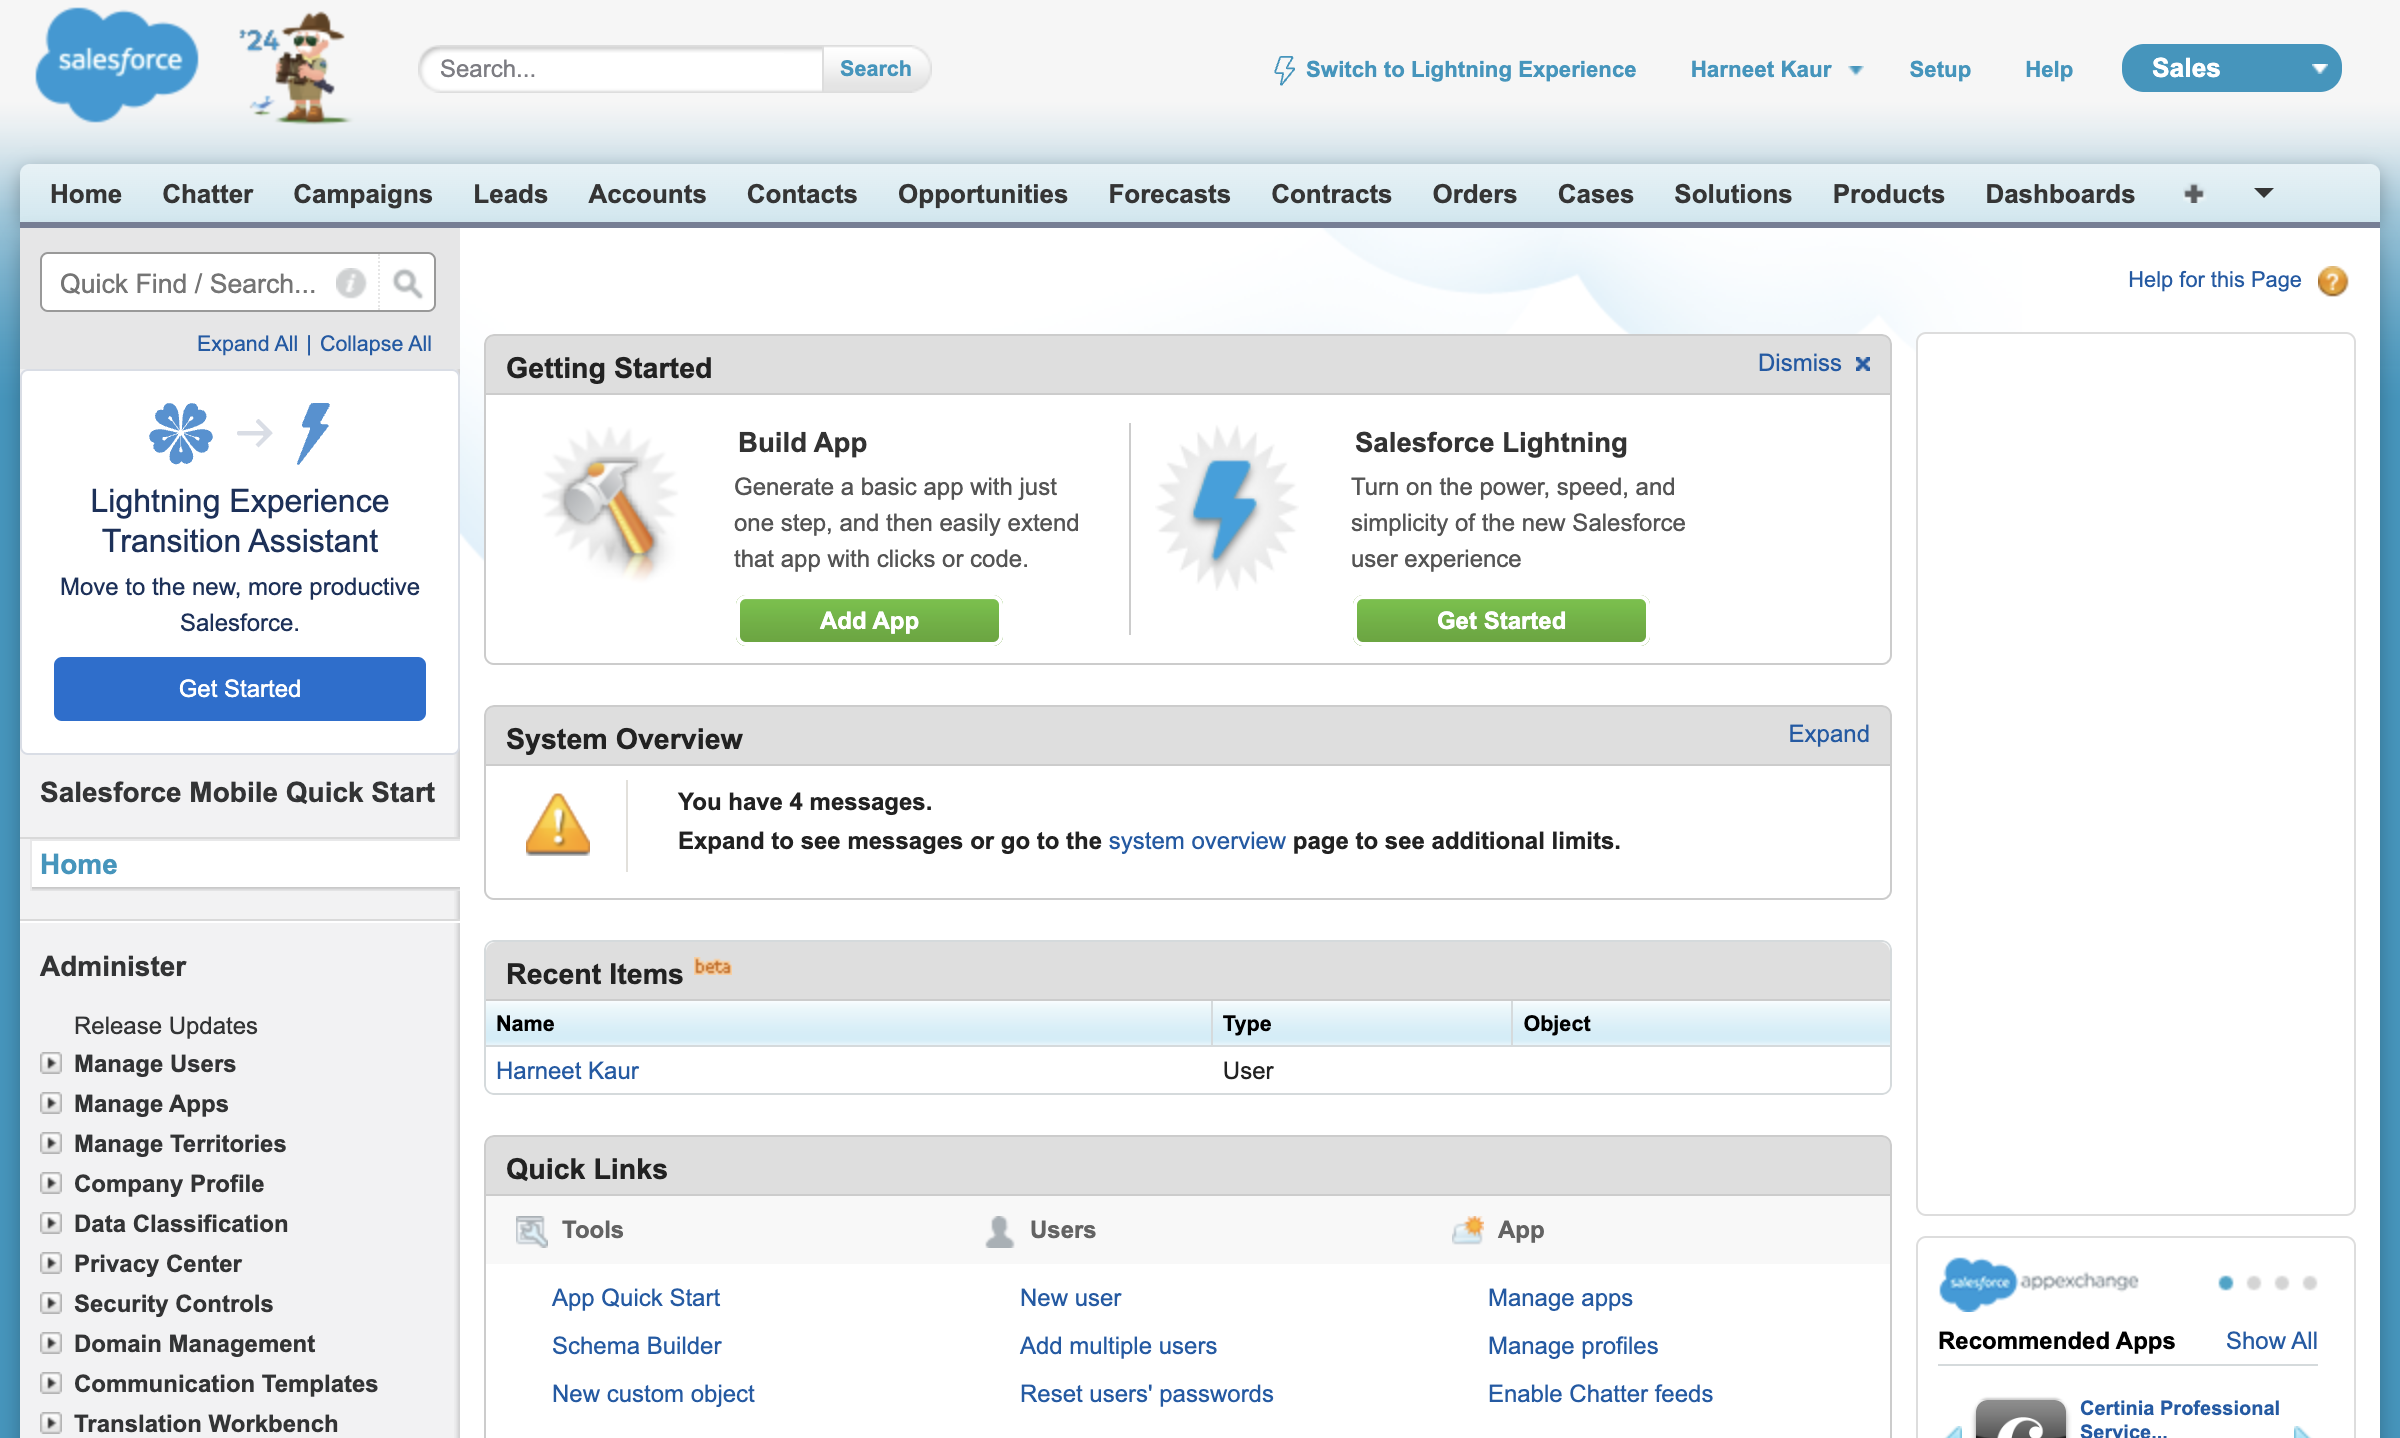 salesforce
'24
Search...
Search
Switch to Lightning Experience
Harneet Kaur
Setup
Help
Sales
Home
Chatter
Campaigns
Leads
Accounts
Contacts
Opportunities
Forecasts
Contracts
Orders
Cases
Solutions
Products
Dashboards
Quick Find / Search...
Expand All | Collapse All
Lightning Experience
Transition Assistant
Move to the new, more productive
Salesforce.
Get Started
Salesforce Mobile Quick Start
Home
Administer
Release Updates
Manage Users
Manage Apps
Manage Territories
Company Profile
Data Classification
Privacy Center
Security Controls
Domain Management
Communication Templates
Translation Workbench
Help for this Page
Getting Started
Dismiss
Build App
Generate a basic app with just
one step, and then easily extend
that app with clicks or code.
Add App
Salesforce Lightning
Turn on the power, speed, and
simplicity of the new Salesforce
user experience
Get Started
System Overview
Expand
You have 4 messages.
Expand to see messages or go to the system overview page to see additional limits.
Recent Items beta
Name
Type
Object
Harneet Kaur
User
Quick Links
Tools
Users
App
App Quick Start
New user
Manage apps
Schema Builder
Add multiple users
Manage profiles
New custom object
Reset users' passwords
Enable Chatter feeds
salesforce appexchange
Recommended Apps
Show All
Certinia Professional
Service...